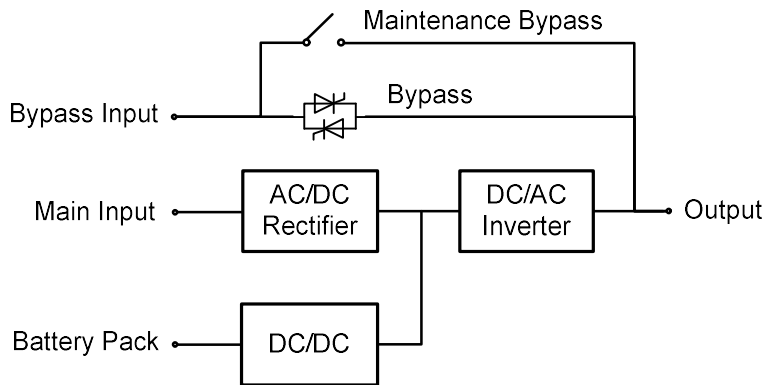 Maintenance Bypass
Bypass Input
Bypass
Main Input
AC/DC
Rectifier
DC/AC
Inverter
Output
Battery Pack
DC/DC